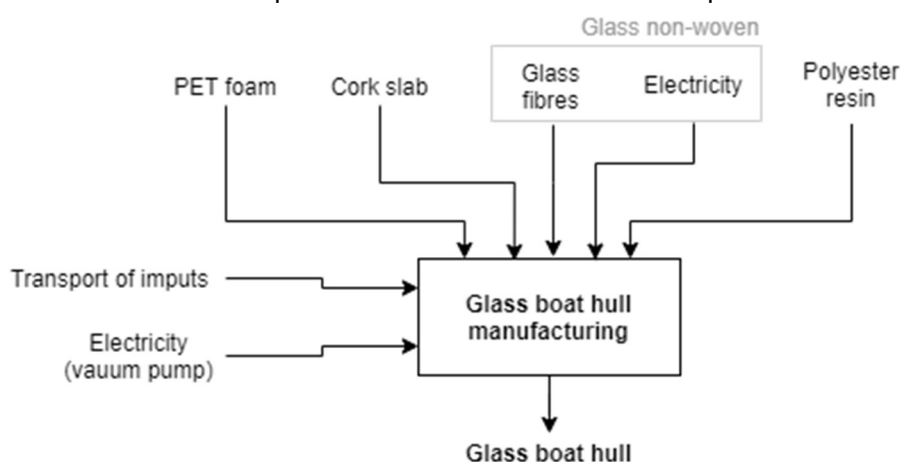 Glass non-woven
PET foam
Cork slab
Glass
fibres
Electricity
Polyester
resin
Transport of imputs
Electricity
(vauum pump)
Glass boat hull
manufacturing
Glass boat hull